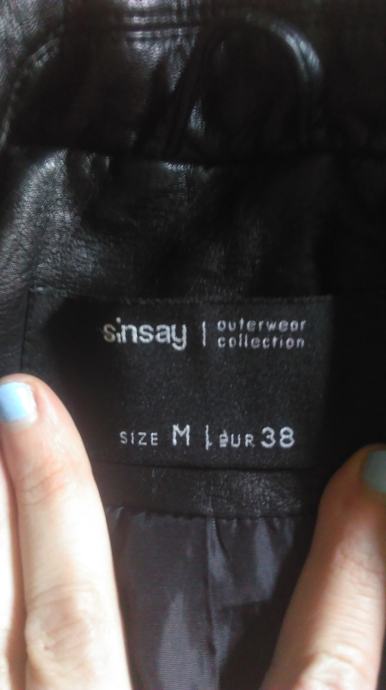 sinsay | outerwear
collection
SIZE M | EUR 38